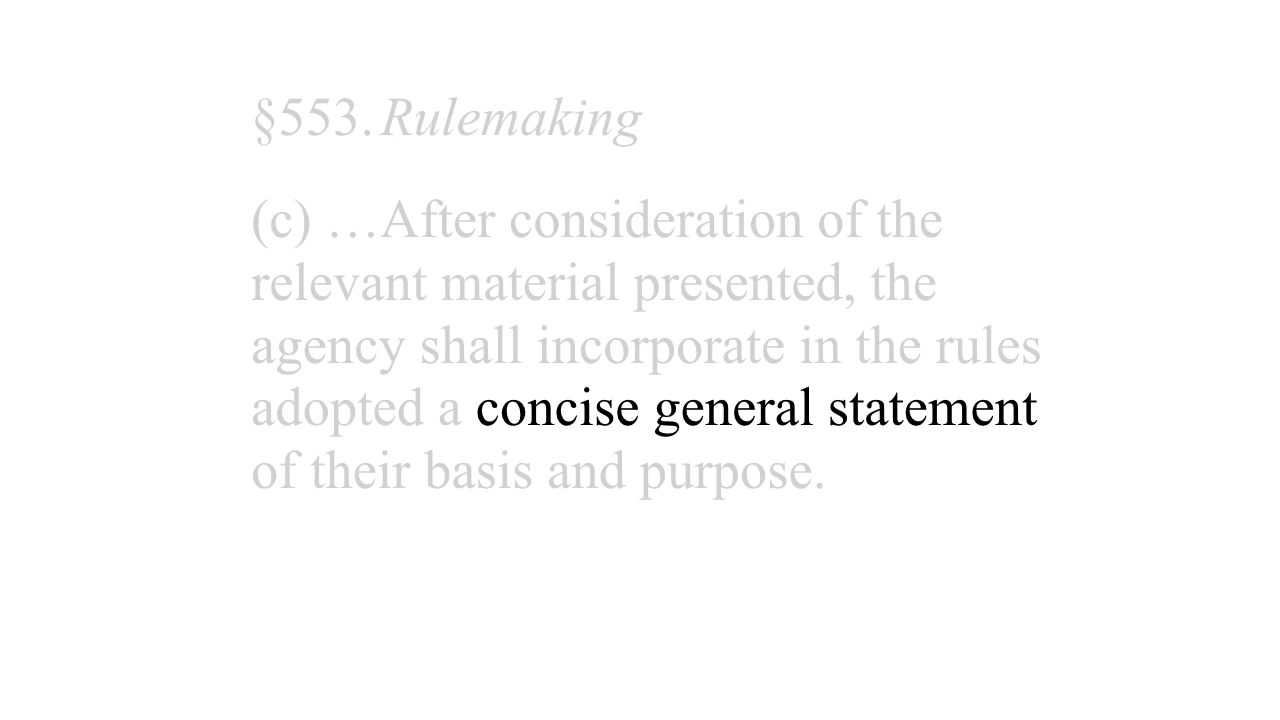 §553. Rulemaking
(c) …After consideration of the
relevant material presented, the
agency shall incorporate in the rules
adopted a concise general statement
of their basis and purpose.